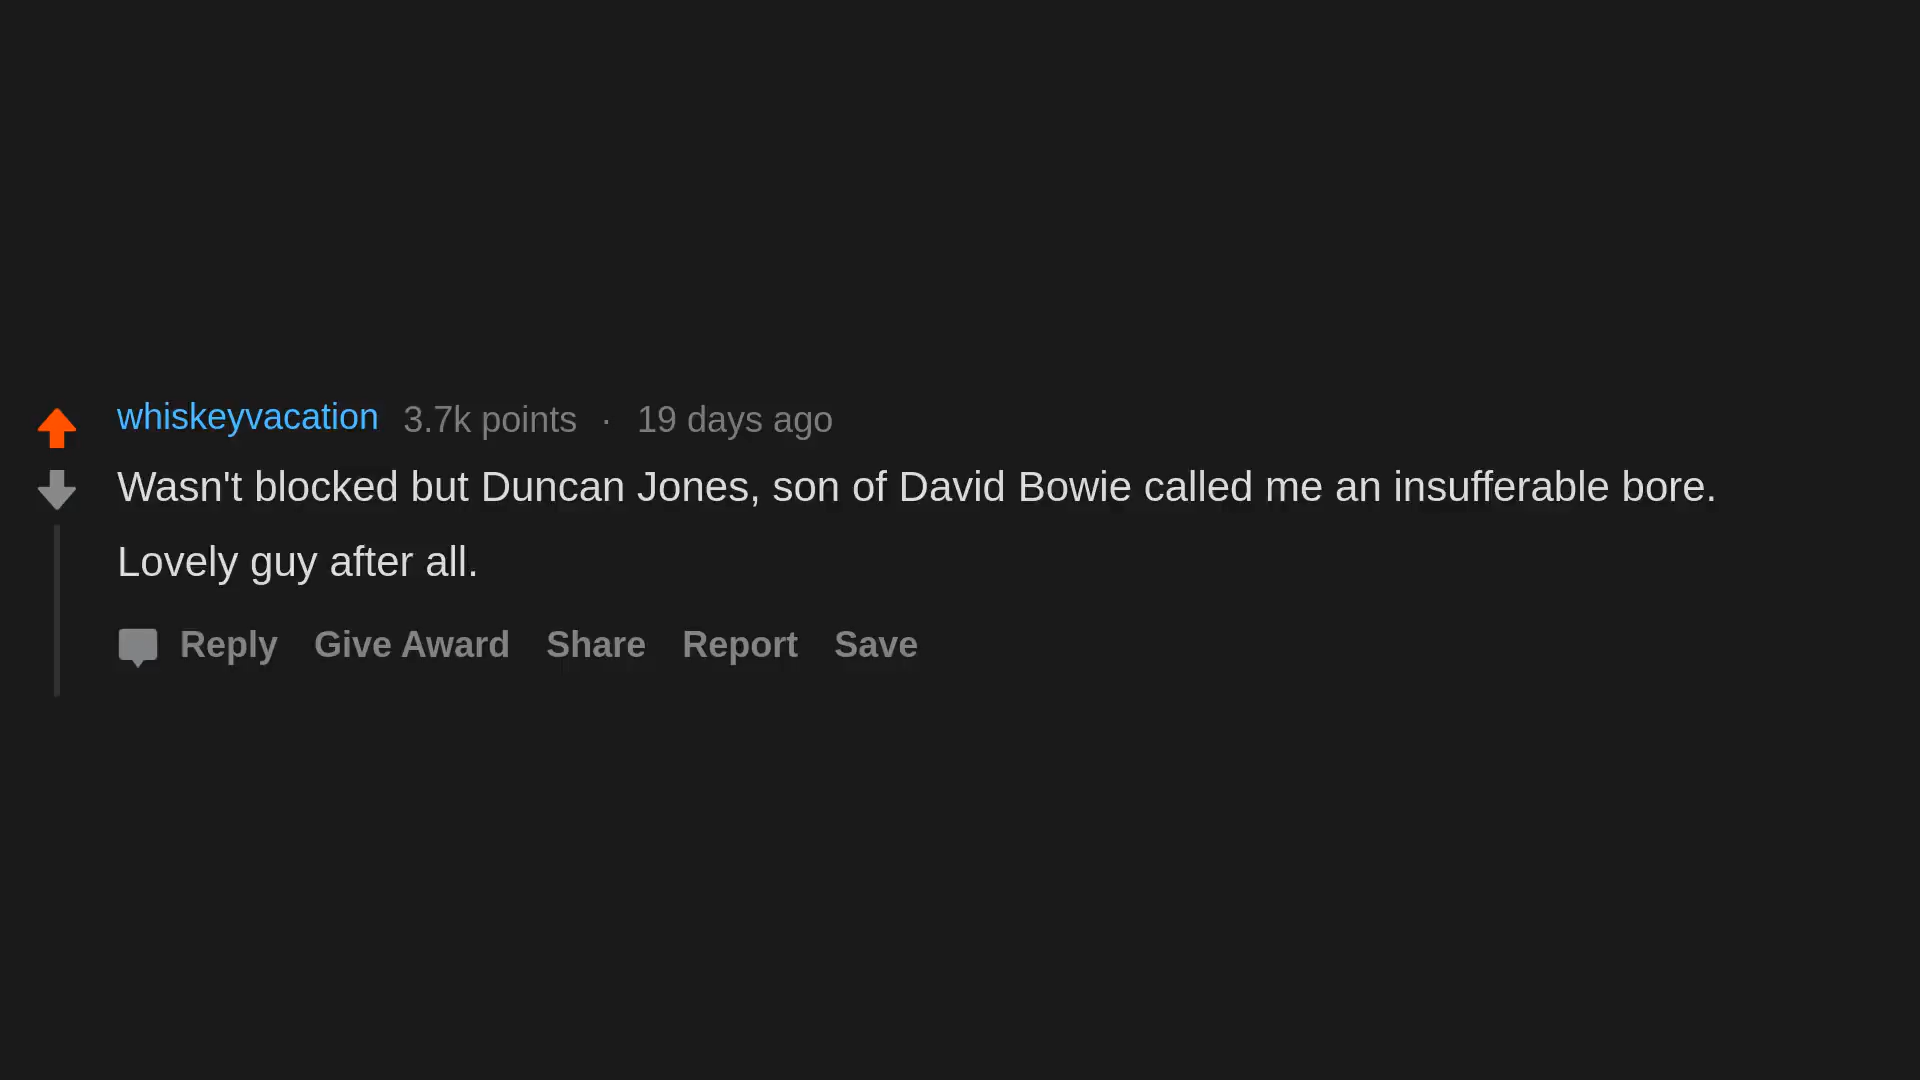 whiskeyvacation 3.7k points · 19 days ago
Wasn't blocked but Duncan Jones, son of David Bowie called me an insufferable bore.
Lovely guy after all.
Reply Give Award Share Report Save